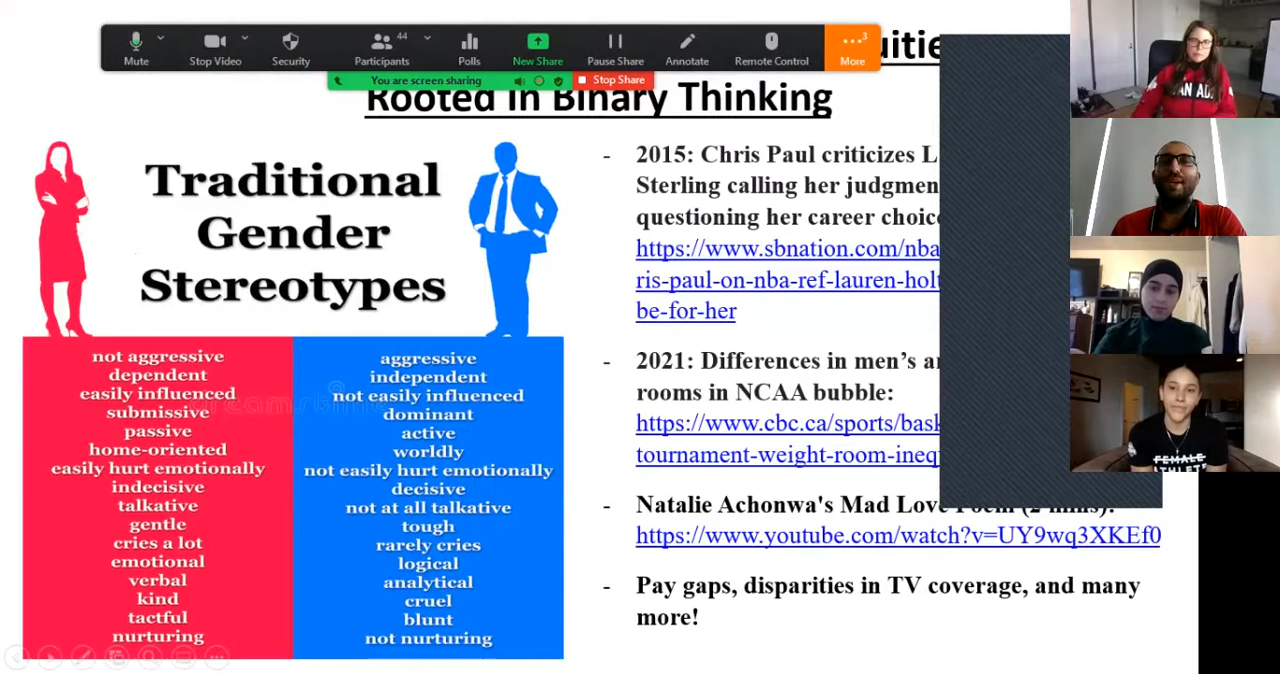 Mute
Stop Video
Security
Participants
44
Polls
New Share
Pause Share
Annotate
Remote Control
3
More
You are screen sharing
Stop Share
Rooted in Binary Thinking
Traditional
Gender
Stereotypes
not aggressive
dependent
easily influenced
submissive
passive
home-oriented
easily hurt emotionally
indecisive
talkative
gentle
cries a lot
emotional
verbal
kind
tactful
nurturing
aggressive
independent
not easily influenced
dominant
active
worldly
not easily hurt emotionally
decisive
not at all talkative
tough
rarely cries
logical
analytical
cruel
blunt
not nurturing
dreamstime
- 2015: Chris Paul criticizes L
Sterling calling her judgmen
questioning her career choic
https://www.sbnation.com/nba
ris-paul-on-nba-ref-lauren-holt
be-for-her
- 2021: Differences in men's a
rooms in NCAA bubble:
https://www.cbc.ca/sports/bask
tournament-weight-room-ineq
- Natalie Achonwa's Mad Love Poem (2 mins):
https://www.youtube.com/watch?v=UY9wq3XKEf0
- Pay gaps, disparities in TV coverage, and many
more!
FEMALE
ATHLETE